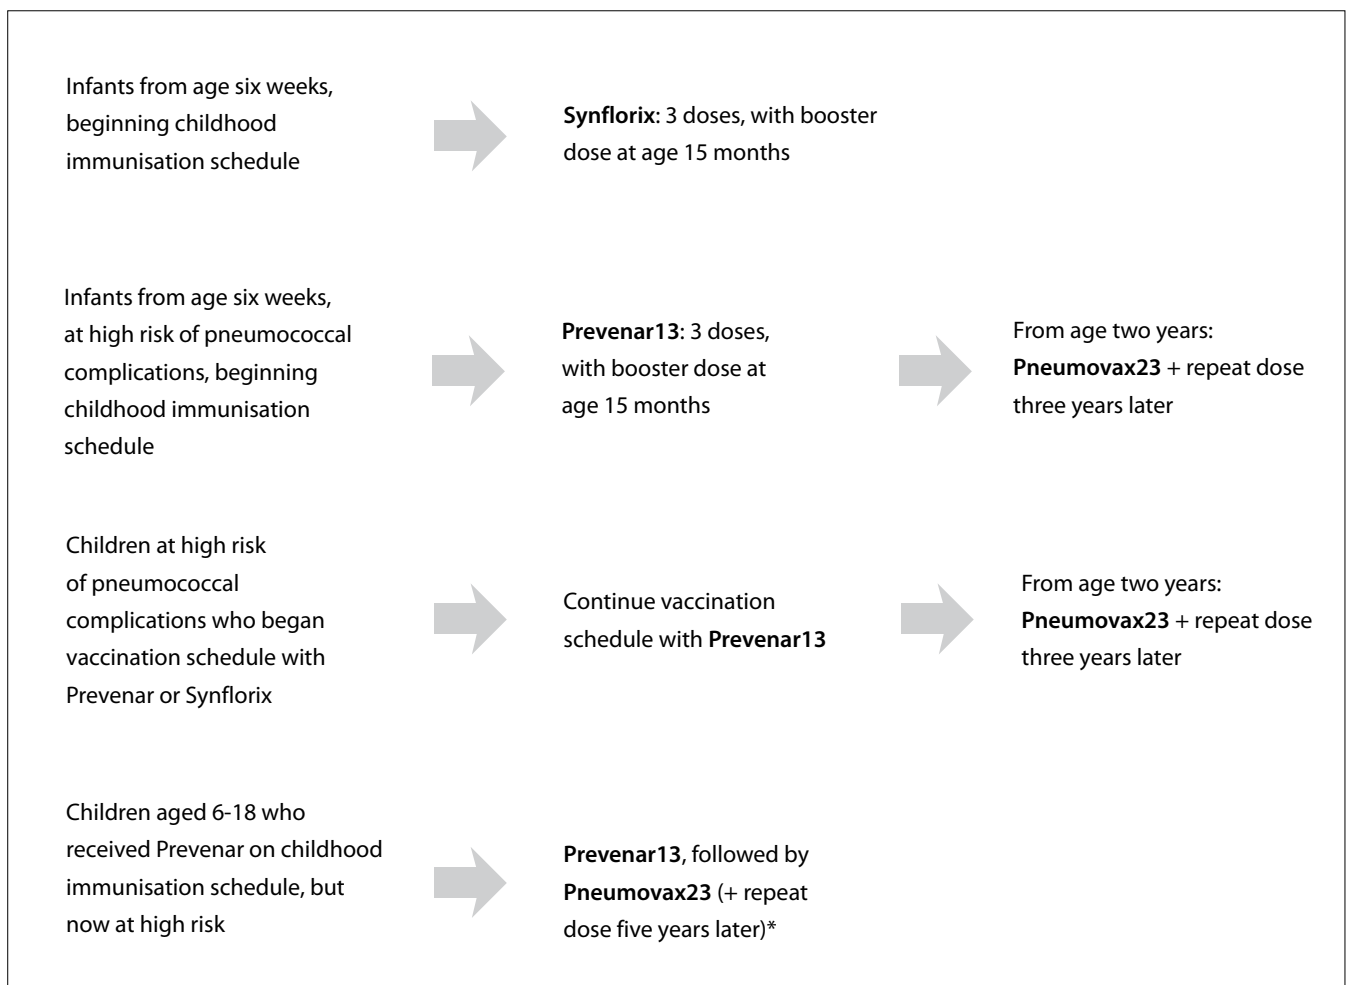 Infants from age six weeks,
beginning childhood
immunisation schedule
Synflorix: 3 doses, with booster
dose at age 15 months
Infants from age six weeks,
at high risk of pneumococcal
complications, beginning
childhood immunisation
schedule
Prevenar13: 3 doses,
with booster dose at
age 15 months
From age two years:
Pneumovax23 + repeat dose
three years later
Children at high risk
of pneumococcal
complications who began
vaccination schedule with
Prevenar or Synflorix
Continue vaccination
schedule with Prevenar13
From age two years:
Pneumovax23 + repeat dose
three years later
Children aged 6-18 who
received Prevenar on childhood
immunisation schedule, but
now at high risk
Prevenar13, followed by
Pneumovax23 (+ repeat
dose five years later)*